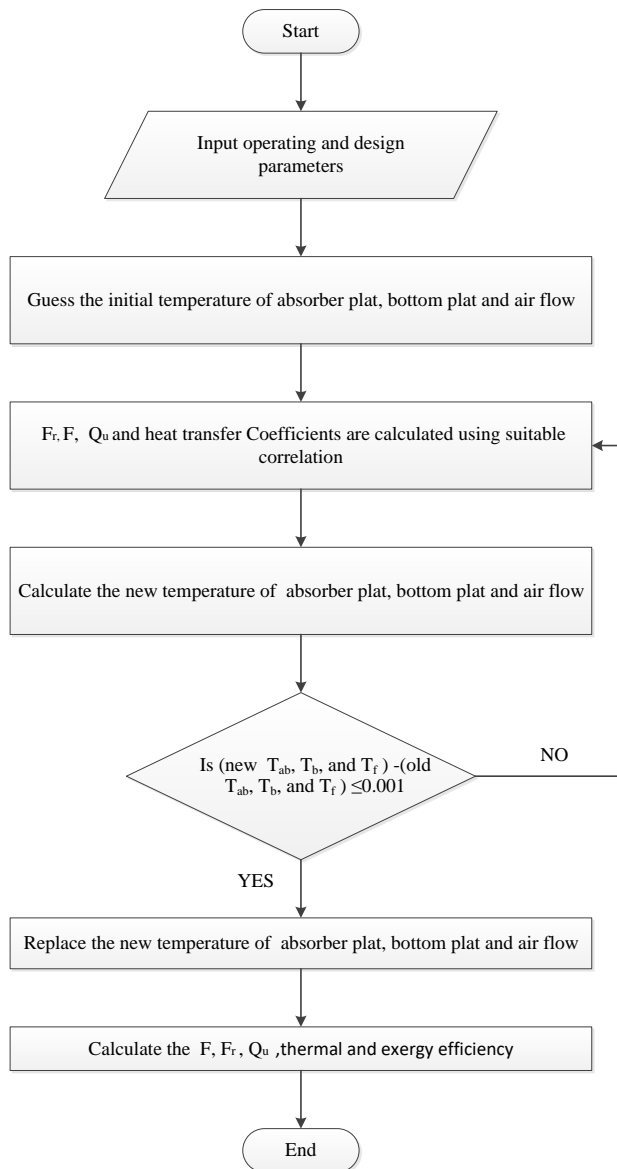 Start
Input operating and design
parameters
Guess the initial temperature of absorber plat, bottom plat and air flow
Fr, F, Qu and heat transfer Coefficients are calculated using suitable
correlation
Calculate the new temperature of absorber plat, bottom plat and air flow
Is (new Tab, Tb, and Tf ) -(old
Tab, Tb, and Tf ) ≤0.001
NO
YES
Replace the new temperature of absorber plat, bottom plat and air flow
Calculate the F, Fr , Qu ,thermal and exergy efficiency
End